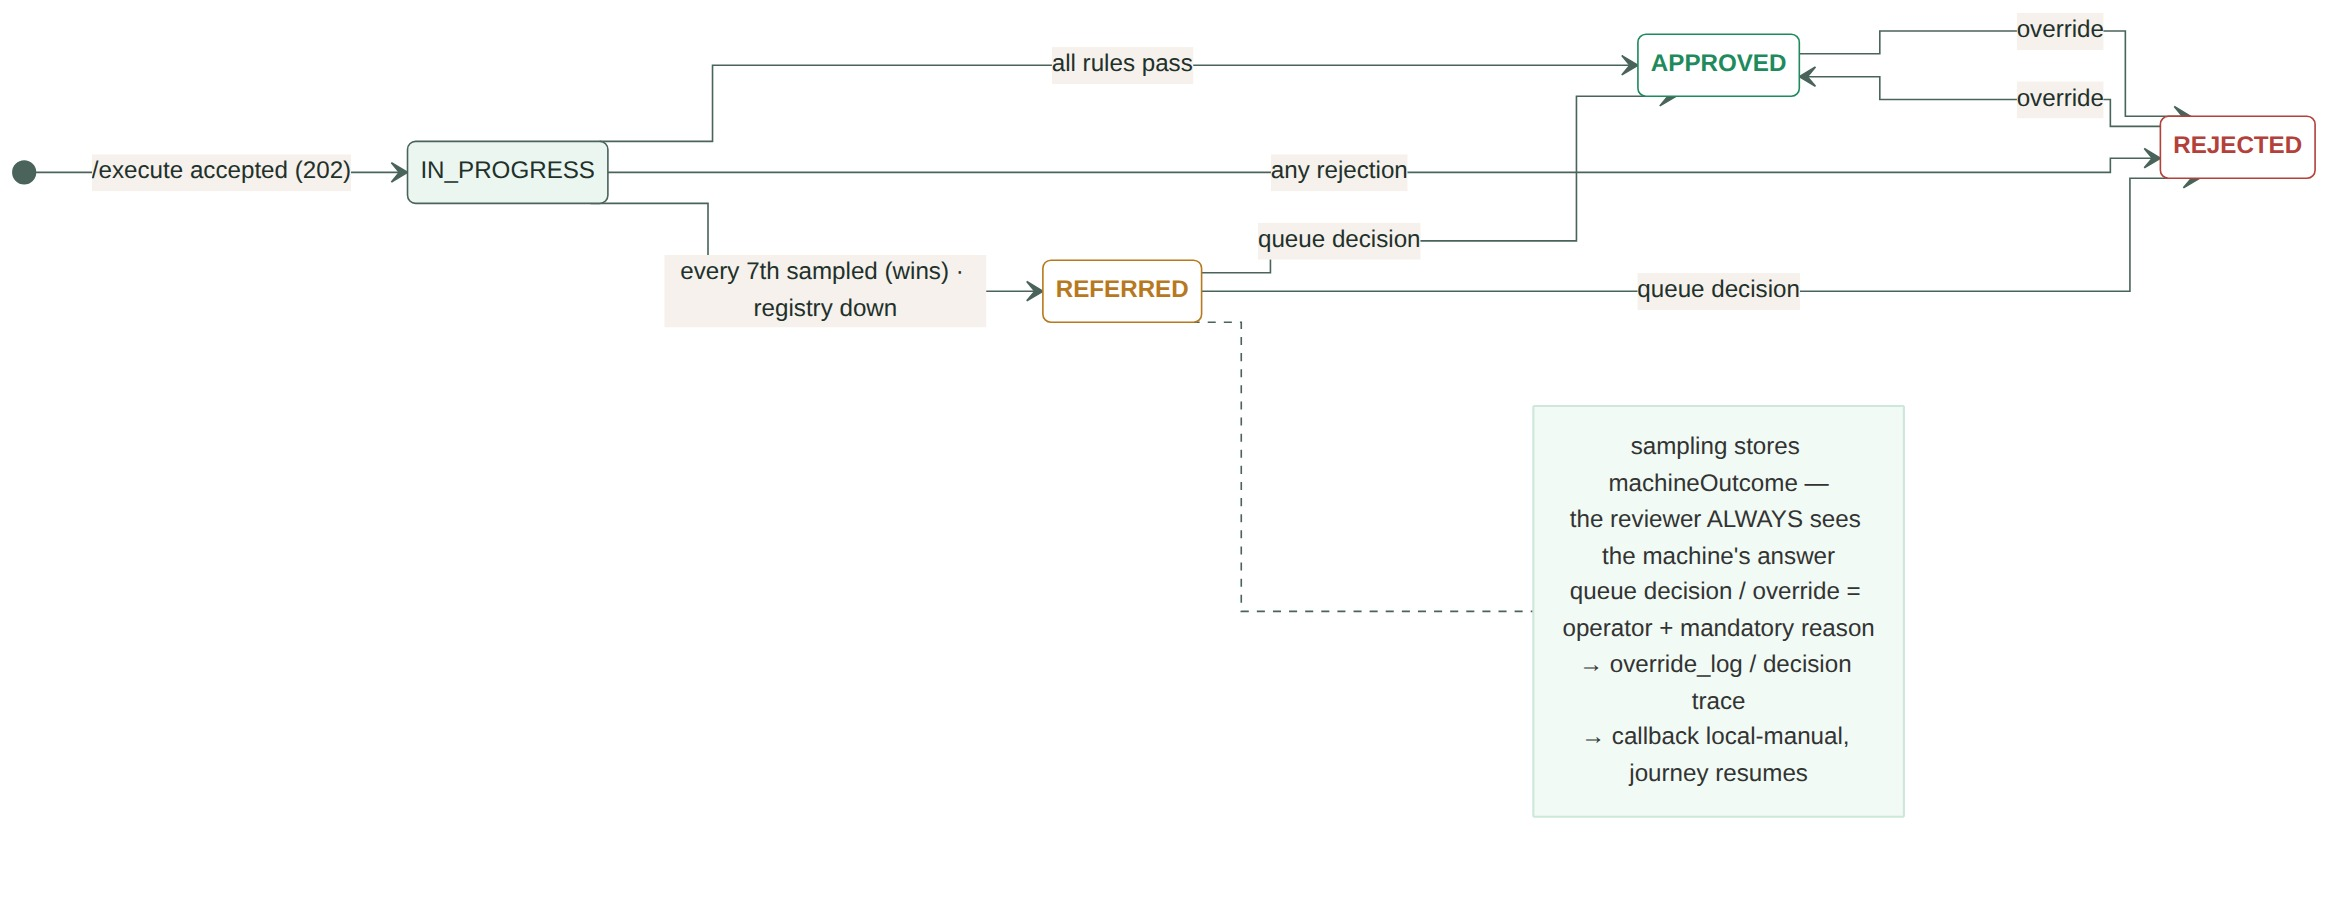 override
all rules pass
APPROVED
override
REJECTED
/execute accepted (202)
IN_PROGRESS
any rejection
queue decision
every 7th sampled (wins) ·
registry down
REFERRED
queue decision
sampling stores
machineOutcome —
the reviewer ALWAYS sees
the machine's answer
queue decision / override =
operator + mandatory reason
→ override_log / decision
trace
→ callback local-manual,
journey resumes